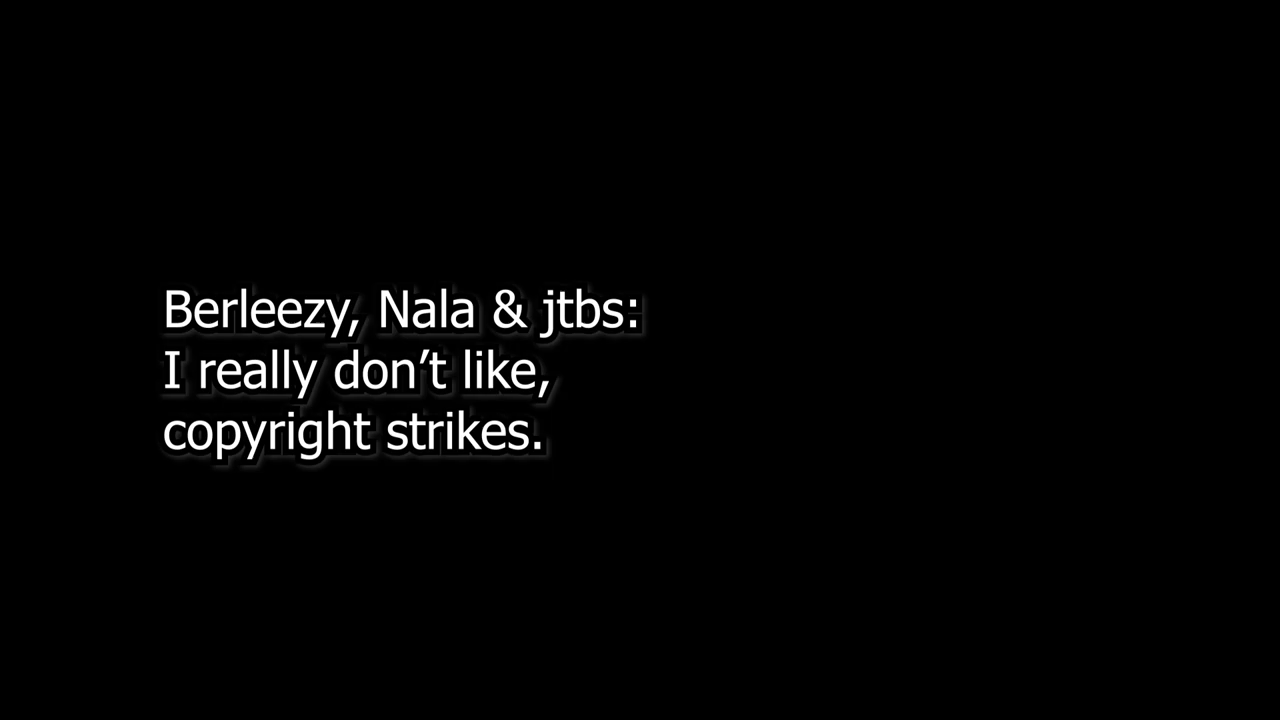 Berleezy, Nala & jtbs:
I really don’t like,
copyright strikes.